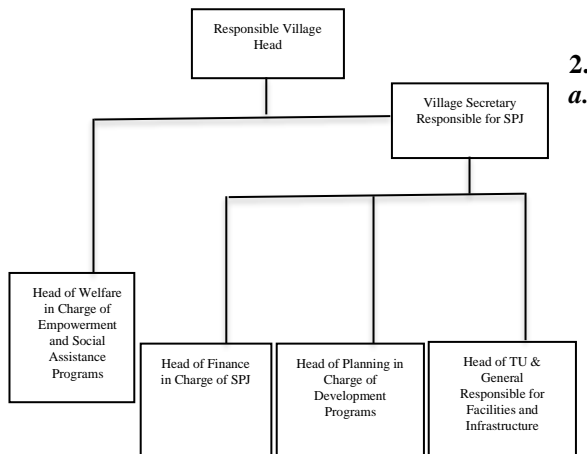 Responsible Village
Head
2.
a.
Village Secretary
Responsible for SPJ
Head of Welfare
in Charge of
Empowerment
and Social
Assistance
Programs
Head of Finance
in Charge of SPJ
Head of Planning in
Charge of
Development
Programs
Head of TU &
General
Responsible for
Facilities and
Infrastructure